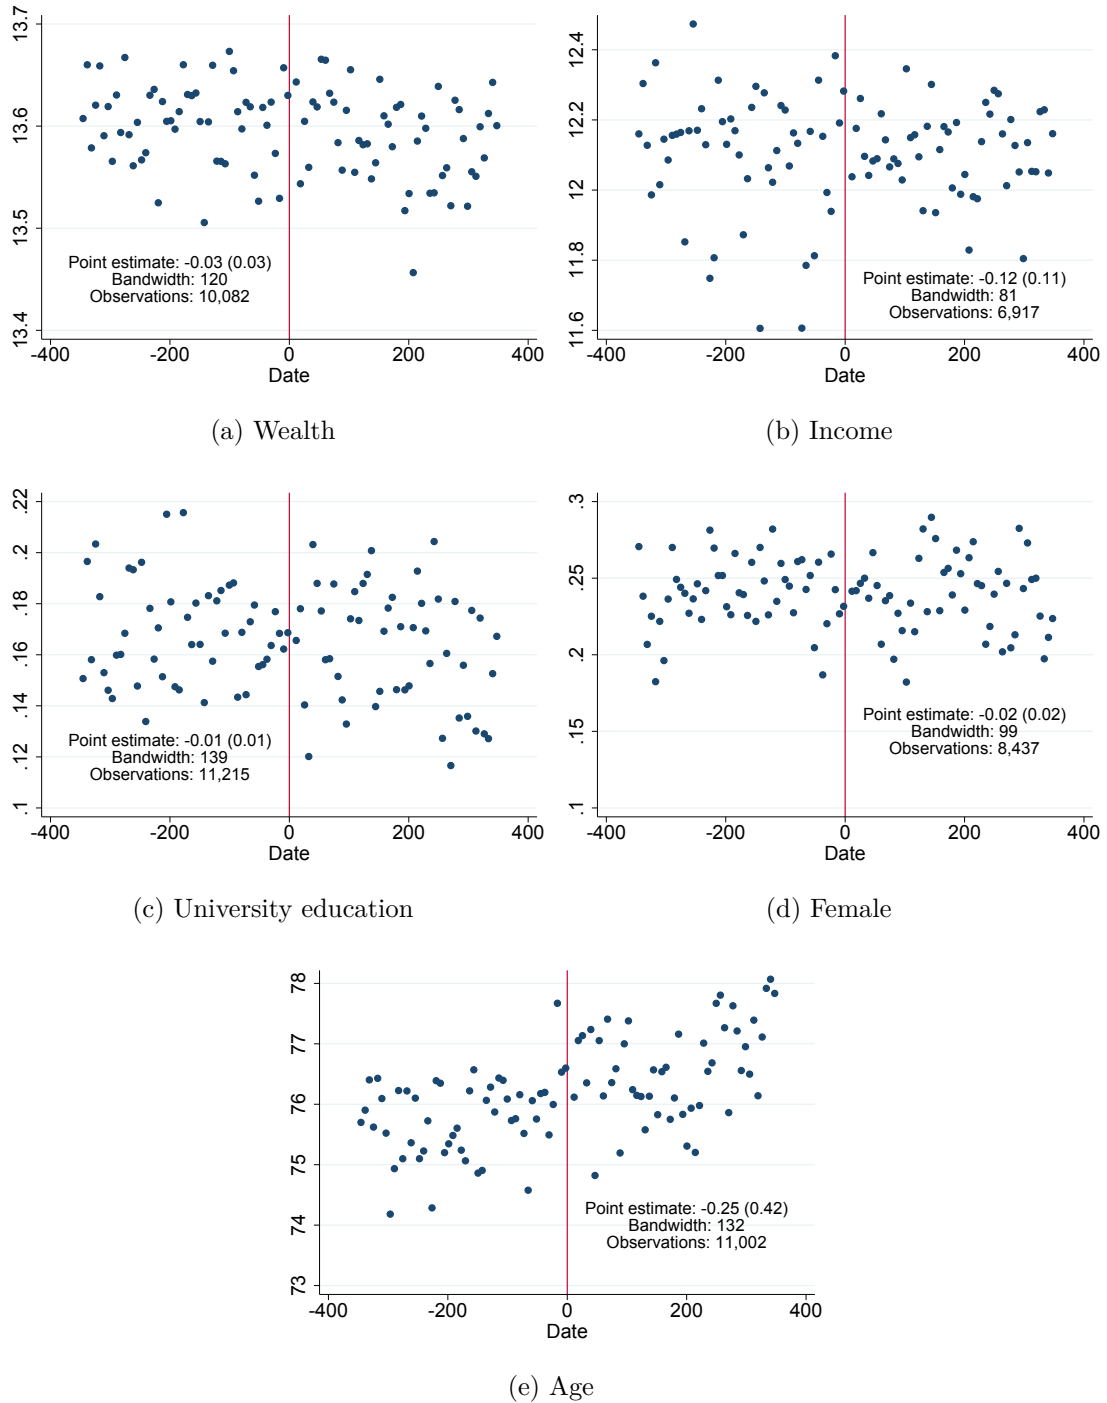 13.7
13.6
13.5
13.4
Point estimate: -0.03 (0.03)
Bandwidth: 120
Observations: 10,082
-400 -200 0 200 400
Date
(a) Wealth
12.4
12.2
12
11.8
11.6
Point estimate: -0.12 (0.11)
Bandwidth: 81
Observations: 6,917
-400 -200 0 200 400
Date
(b) Income
.22
.2
.18
.16
.14
.12
.1
Point estimate: -0.01 (0.01)
Bandwidth: 139
Observations: 11,215
-400 -200 0 200 400
Date
(c) University education
.3
.25
.2
.15
.1
Point estimate: -0.02 (0.02)
Bandwidth: 99
Observations: 8,437
-400 -200 0 200 400
Date
(d) Female
78
77
76
75
74
73
Point estimate: -0.25 (0.42)
Bandwidth: 132
Observations: 11,002
-400 -200 0 200 400
Date
(e) Age